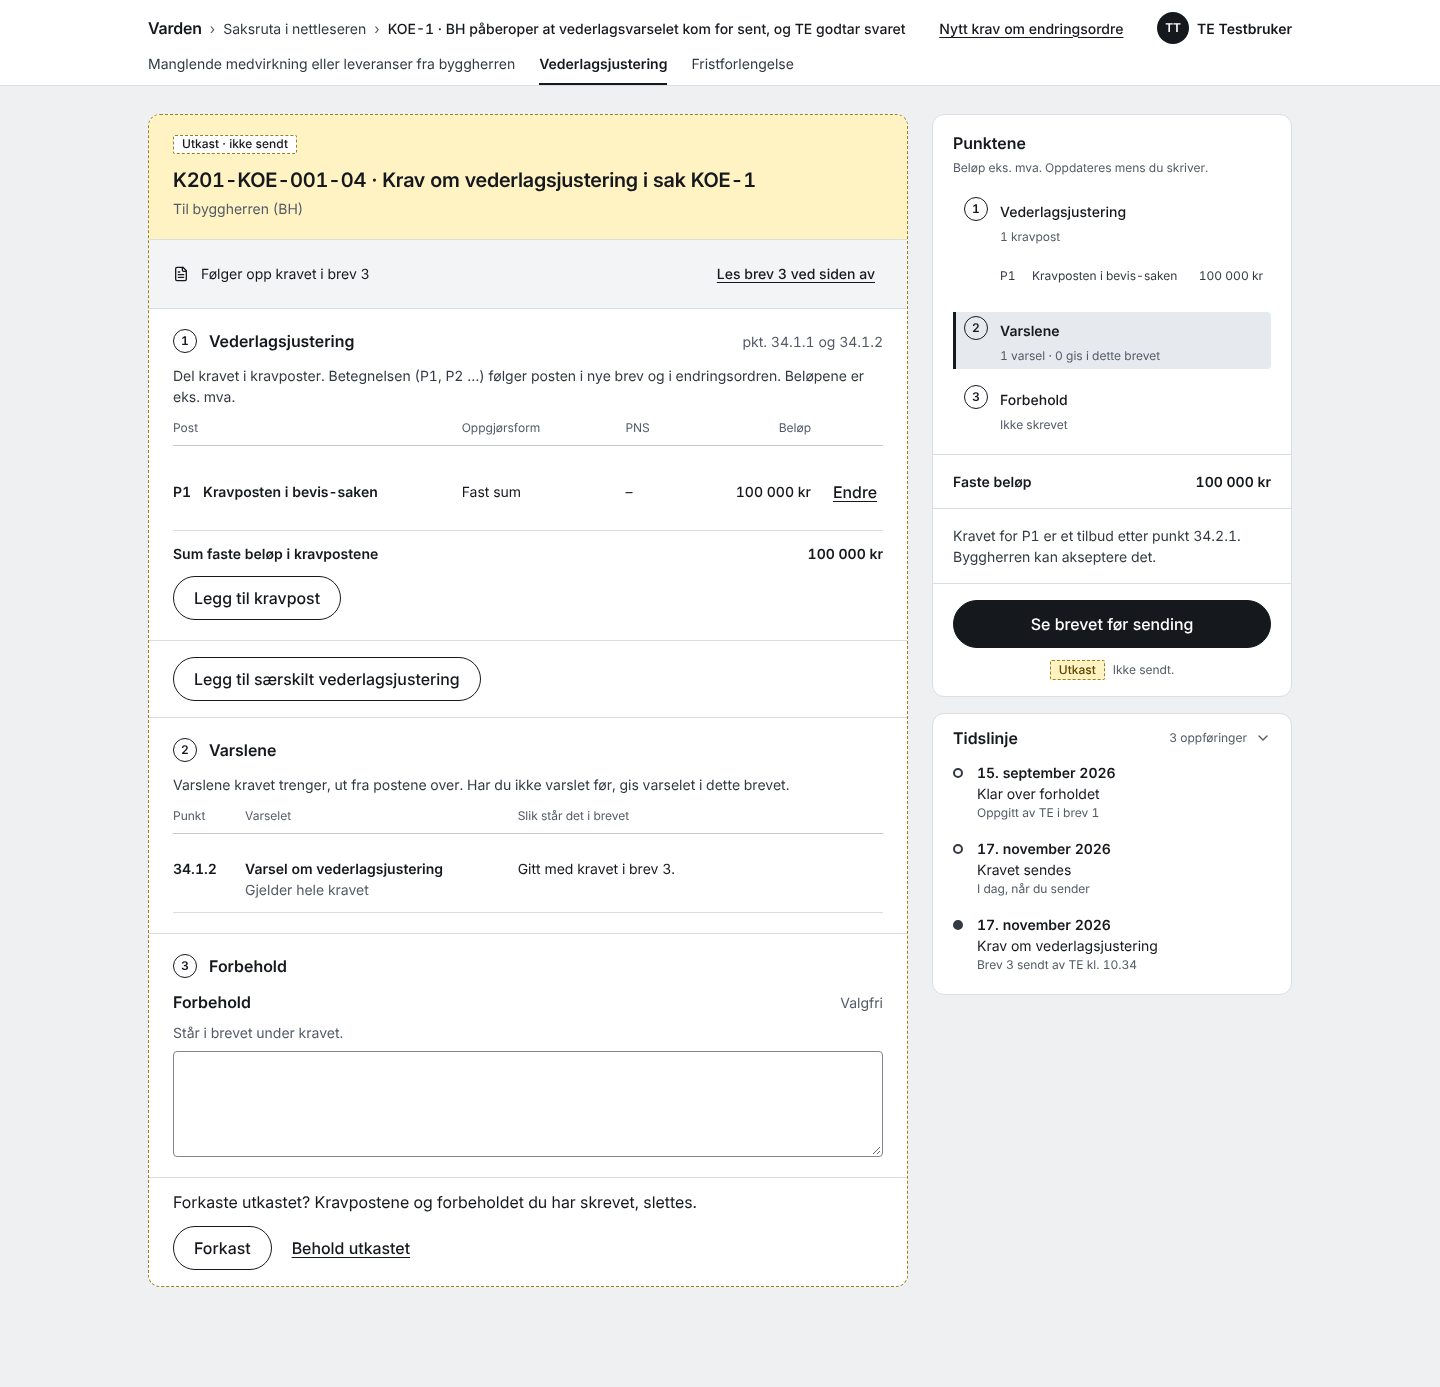 Varden › Saksruta i nettleseren › KOE-1 · BH påberoper at vederlagsvarselet kom for sent, og TE godtar svaret
Nytt krav om endringsordre
TT TE Testbruker
Manglende medvirkning eller leveranser fra byggherren
Vederlagsjustering
Fristforlengelse
Utkast · ikke sendt
K201-KOE-001-04 · Krav om vederlagsjustering i sak KOE-1
Til byggherren (BH)
Følger opp kravet i brev 3
Les brev 3 ved siden av
1 Vederlagsjustering
pkt. 34.1.1 og 34.1.2
Del kravet i kravposter. Betegnelsen (P1, P2 …) følger posten i nye brev og i endringsordren. Beløpene er
eks. mva.
Post Oppgjørsform PNS Beløp
P1 Kravposten i bevis-saken Fast sum – 100 000 kr Endre
Sum faste beløp i kravpostene 100 000 kr
Legg til kravpost
Legg til særskilt vederlagsjustering
2 Varslene
Varslene kravet trenger, ut fra postene over. Har du ikke varslet før, gis varselet i dette brevet.
Punkt Varselet Slik står det i brevet
34.1.2 Varsel om vederlagsjustering Gitt med kravet i brev 3.
Gjelder hele kravet
3 Forbehold
Forbehold Valgfri
Står i brevet under kravet.
Forkaste utkastet? Kravpostene og forbeholdet du har skrevet, slettes.
Forkast Behold utkastet
Punktene
Beløp eks. mva. Oppdateres mens du skriver.
1 Vederlagsjustering
1 kravpost
P1 Kravposten i bevis-saken 100 000 kr
2 Varslene
1 varsel · 0 gis i dette brevet
3 Forbehold
Ikke skrevet
Faste beløp 100 000 kr
Kravet for P1 er et tilbud etter punkt 34.2.1.
Byggherren kan akseptere det.
Se brevet før sending
Utkast Ikke sendt.
Tidslinje 3 oppføringer
15. september 2026
Klar over forholdet
Oppgitt av TE i brev 1
17. november 2026
Kravet sendes
I dag, når du sender
17. november 2026
Krav om vederlagsjustering
Brev 3 sendt av TE kl. 10.34